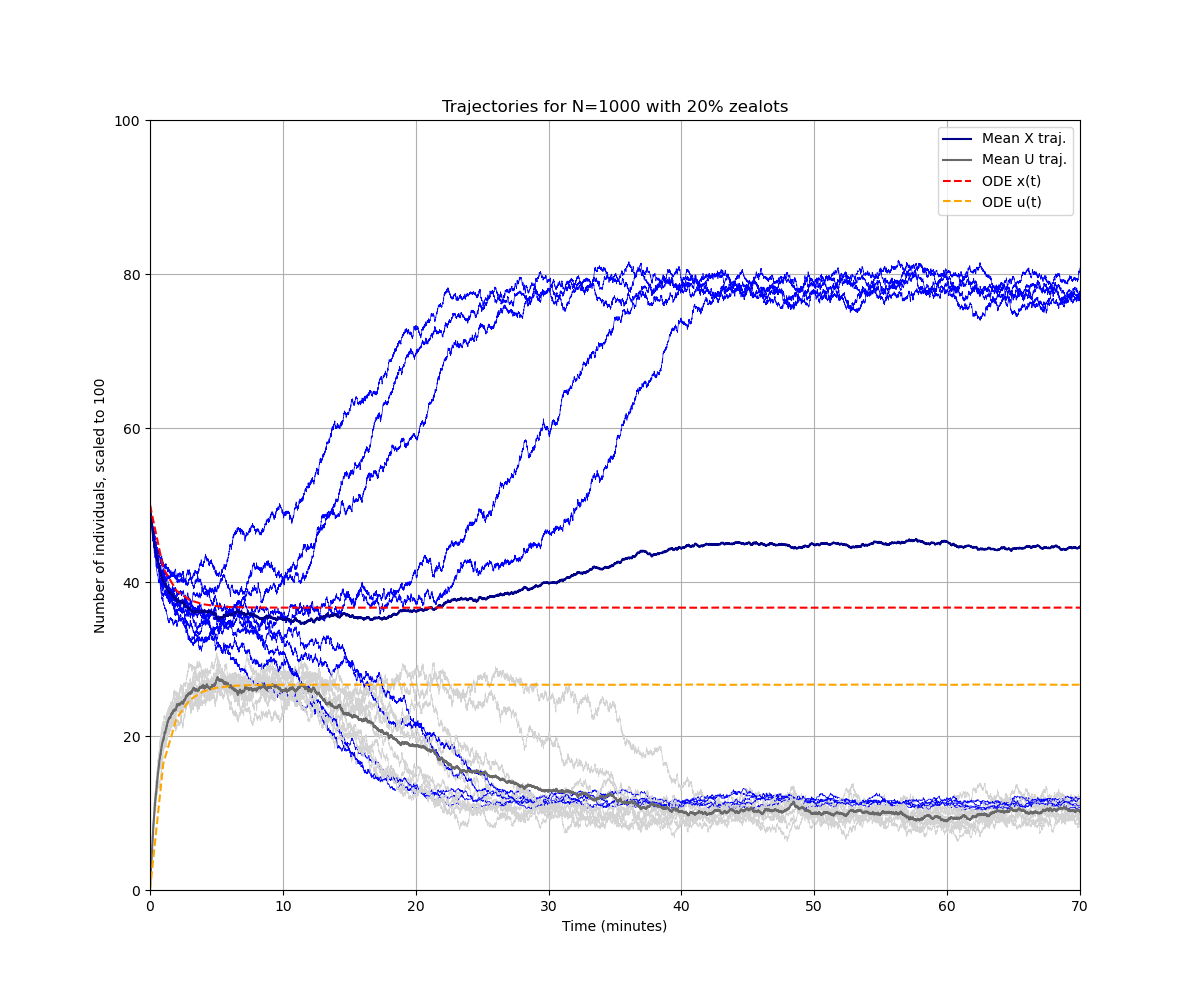 Trajectories for N=1000 with 20% zealots
100
80
60
40
20
0
Number of individuals, scaled to 100
Mean X traj.
Mean U traj.
ODE x(t)
ODE u(t)
0 10 20 30 40 50 60 70
Time (minutes)